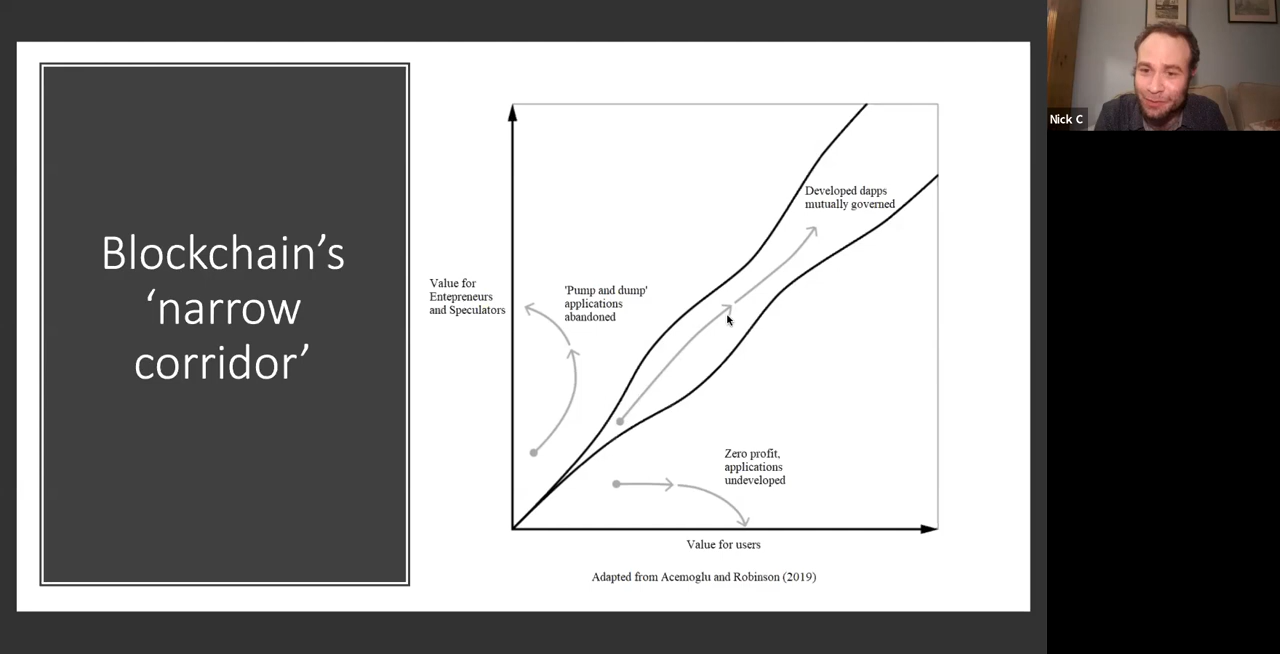 Blockchain's
'narrow
corridor'
Value for
Entepreneurs
and Speculators
'Pump and dump'
applications
abandoned
Developed dapps
mutually governed
Zero profit,
applications
undeveloped
Value for users
Adapted from Acemoglu and Robinson (2019)
Nick C